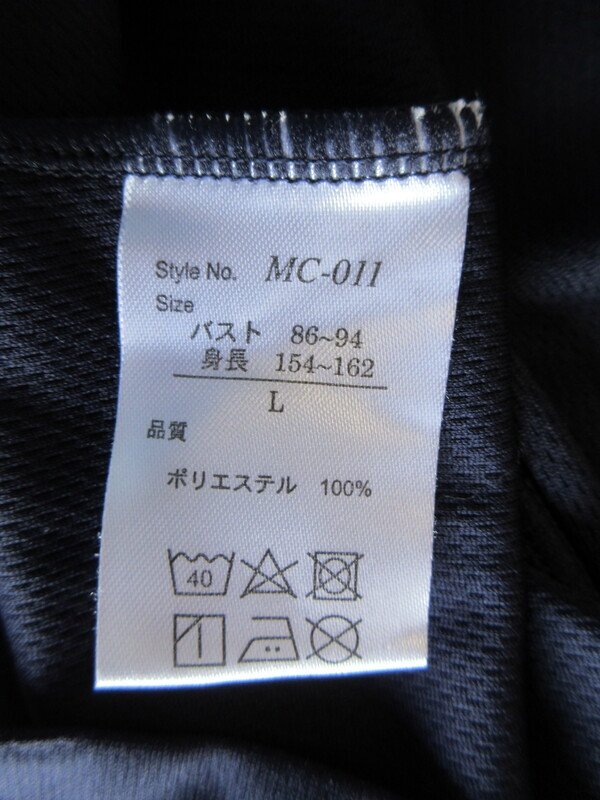 Style No. MC-011
Size
バスト 86~94
身長 154~162
L
品質
ポリエステル 100%
40